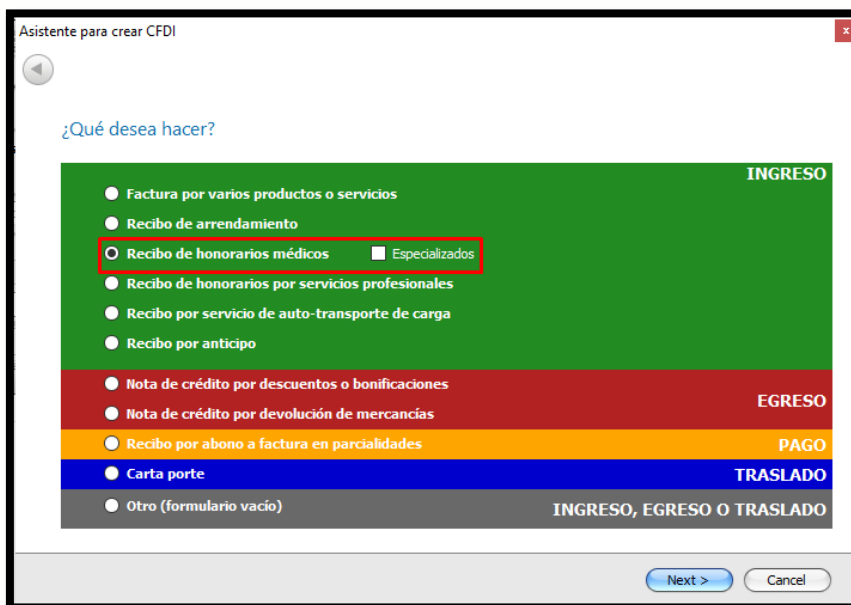 Asistente para crear CFDI
x
¿Qué desea hacer?
INGRESO
Factura por varios productos o servicios
Recibo de arrendamiento
Recibo de honorarios médicos Especializados
Recibo de honorarios por servicios profesionales
Recibo por servicio de auto-transporte de carga
Recibo por anticipo
Nota de crédito por descuentos o bonificaciones
EGRESO
Nota de crédito por devolución de mercancías
Recibo por abono a factura en parcialidades PAGO
Carta porte TRASLADO
Otro (formulario vacío) INGRESO, EGRESO O TRASLADO
Next > Cancel